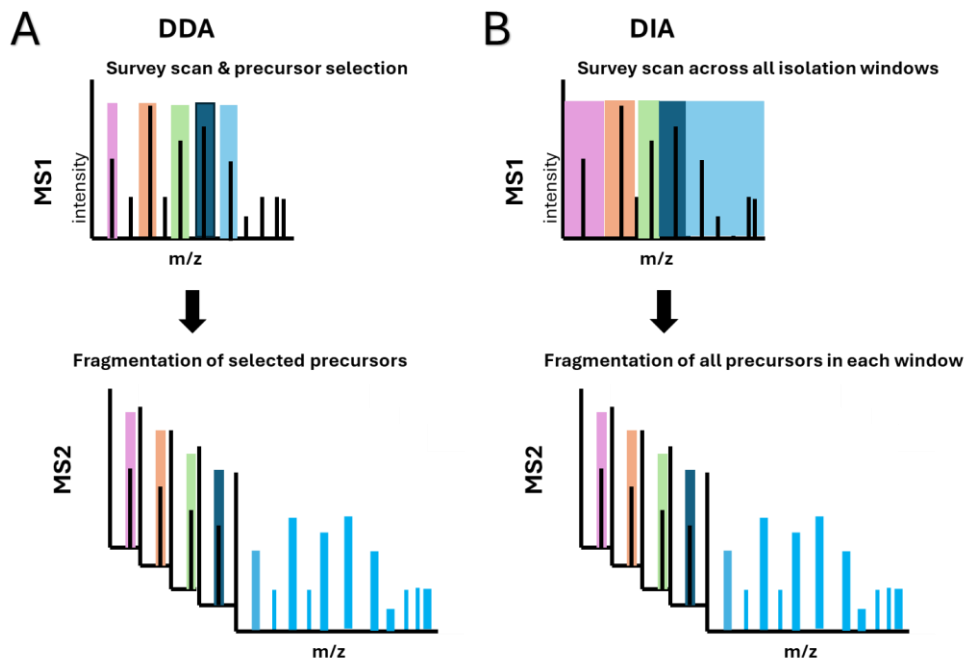 A
DDA
Survey scan & precursor selection
MS1
intensity
m/z
Fragmentation of selected precursors
MS2
m/z
B
DIA
Survey scan across all isolation windows
MS1
intensity
m/z
Fragmentation of all precursors in each window
MS2
m/z